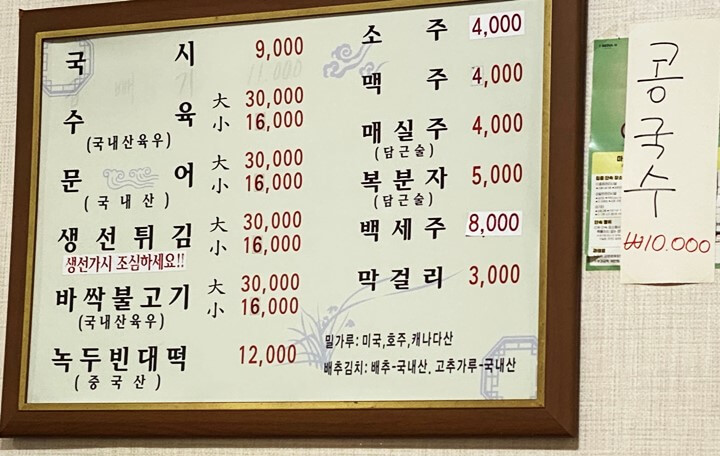 국시 9,000
수육 大 30,000
小 16,000
(국내산육우)
문어 大 30,000
小 16,000
(국내산)
생선튀김 大 30,000
小 16,000
생선가시 조심하세요!!
바싹불고기 大 30,000
小 16,000
(국내산육우)
녹두빈대떡 12,000
(중국산)
소주 4,000
맥주 4,000
매실주 4,000
(담근술)
복분자 5,000
(담근술)
백세주 8,000
막걸리 3,000
밀가루: 미국,호주,캐나다산
배추김치: 배추-국내산, 고추가루-국내산
콩국수
₩10.000